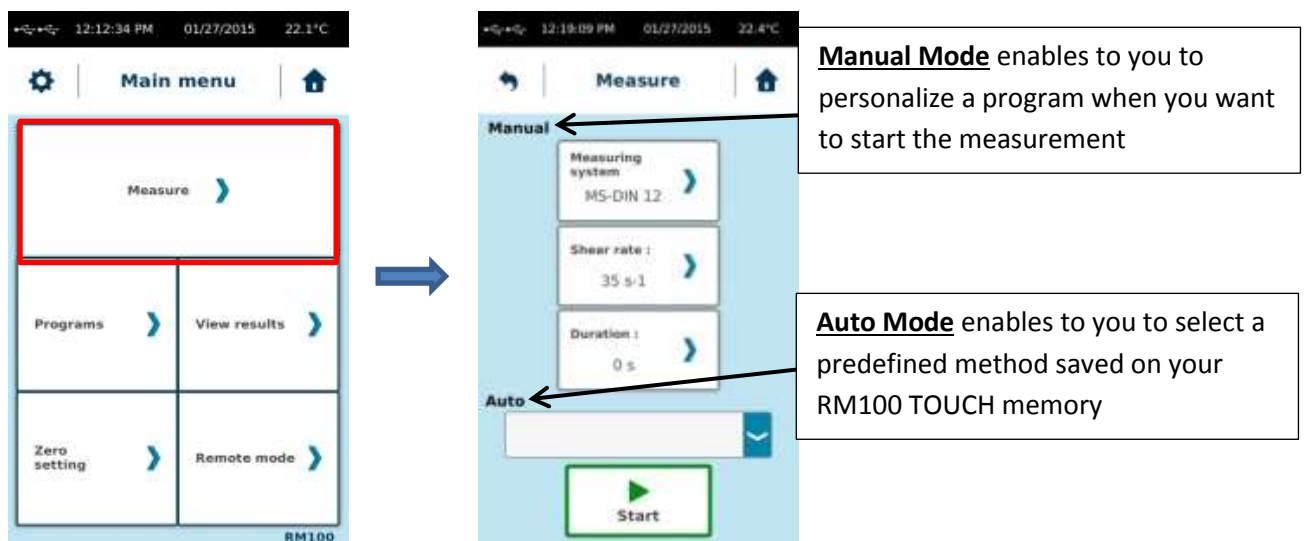 12:12:34 PM 01/27/2015 22.1°C
Main menu
Measure
Programs
View results
Zero
setting
Remote mode
RM100
12:19:09 PM 01/27/2015 22.4°C
Measure
Manual
Measuring
system
MS-DIN 12
Shear rate :
35 s-1
Duration :
0 s
Auto
Start
Manual Mode enables to you to
personalize a program when you want
to start the measurement
Auto Mode enables to you to select a
predefined method saved on your
RM100 TOUCH memory